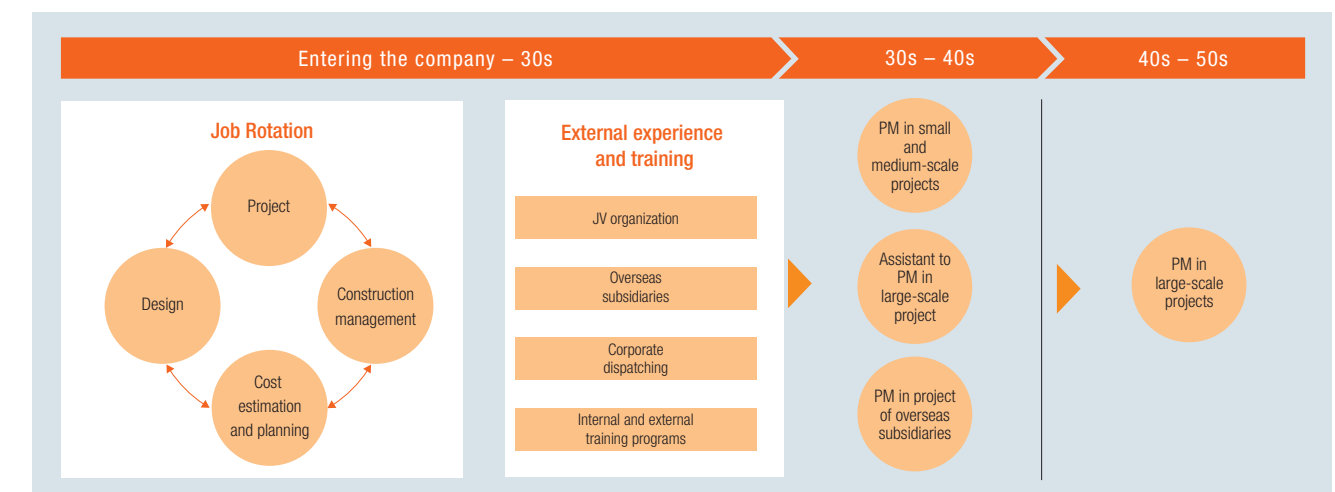 Entering the company – 30s
30s – 40s
40s – 50s
Job Rotation
Project
Design
Construction
management
Cost
estimation
and planning
External experience
and training
JV organization
Overseas
subsidiaries
Corporate
dispatching
Internal and external
training programs
PM in small
and
medium-scale
projects
Assistant to
PM in
large-scale
project
PM in project
of overseas
subsidiaries
PM in
large-scale
projects